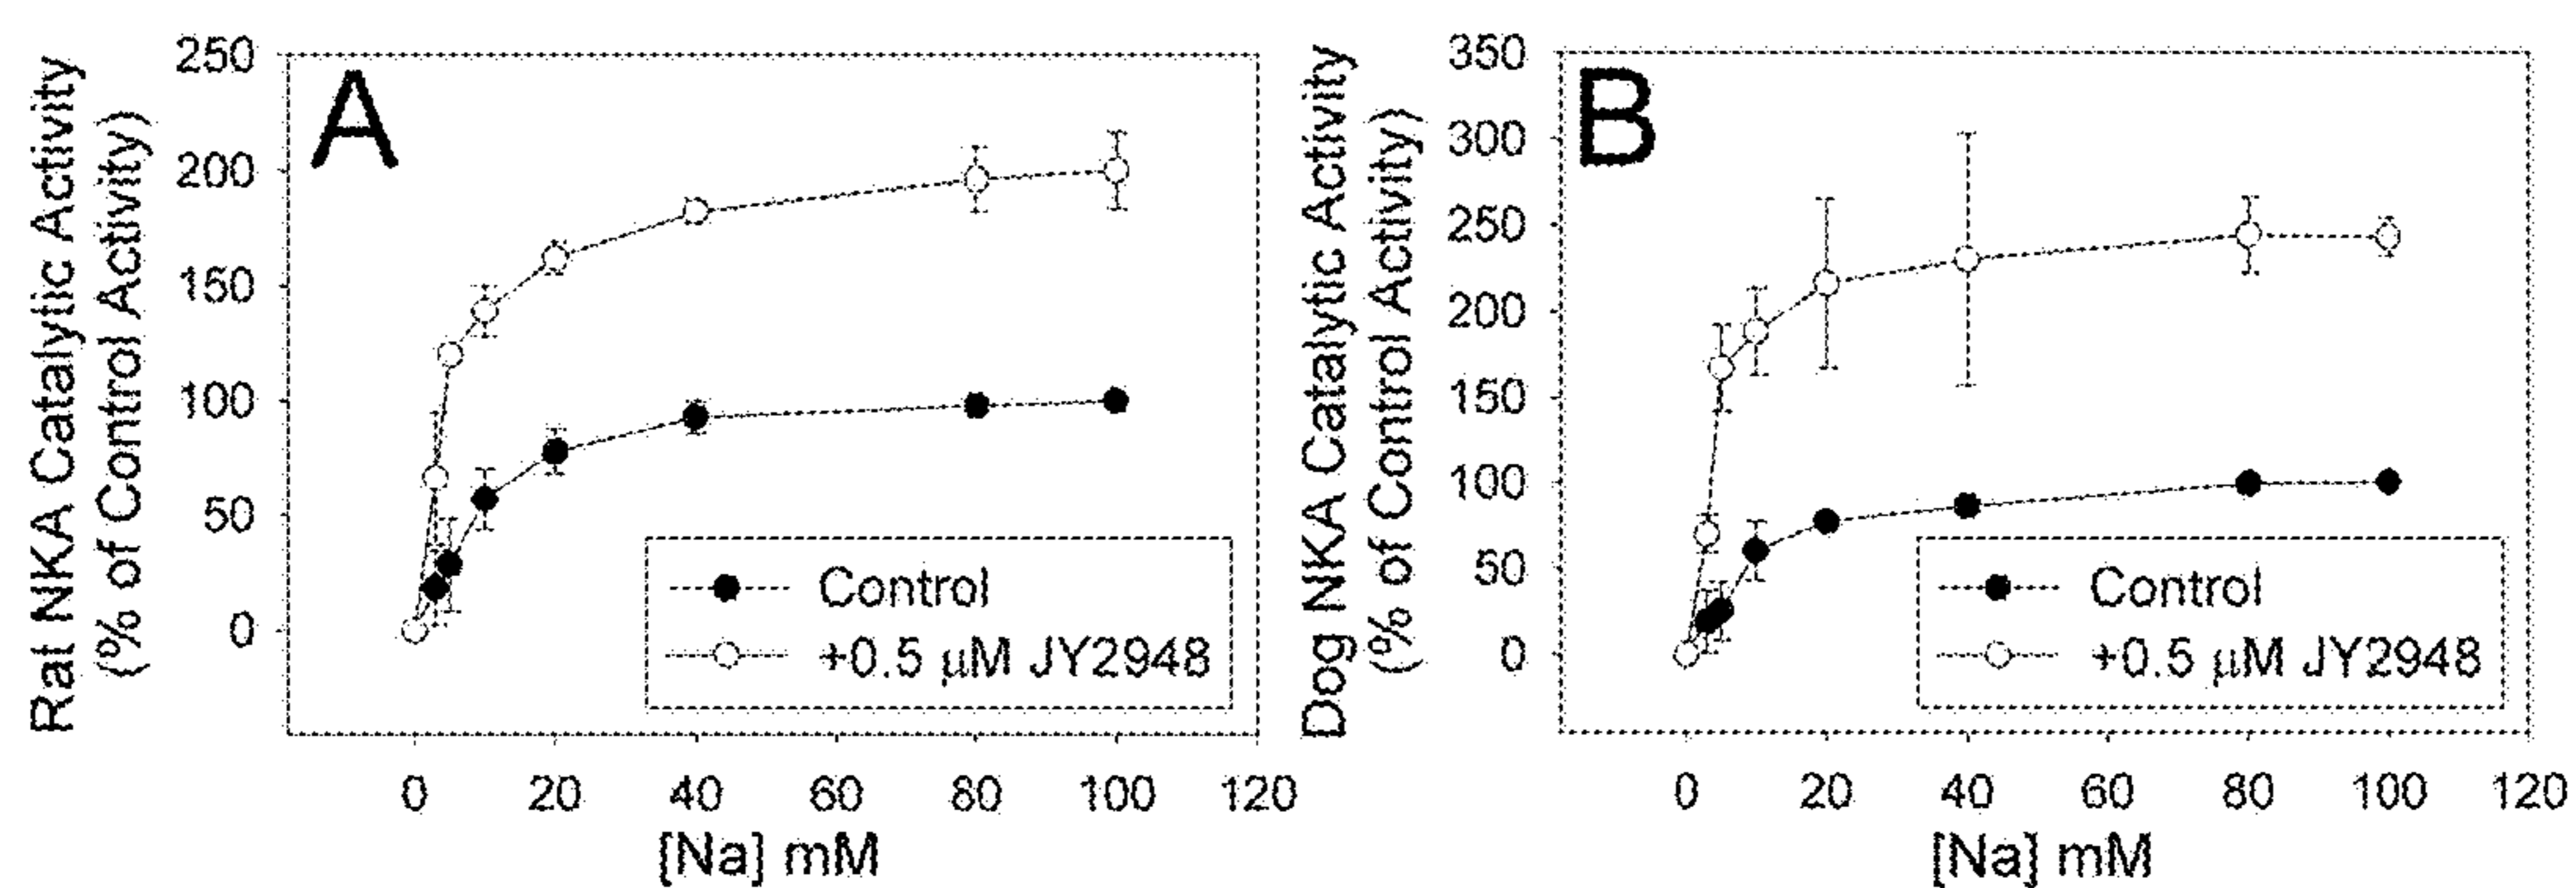 Rat NKA Catalytic Activity
(% of Control Activity)
250
200
150
100
50
0
A
Control
+0.5 μM JY2948
0 20 40 60 80 100 120
[Na] mM
Dog NKA Catalytic Activity
(% of Control Activity)
350
300
250
200
150
100
50
0
B
Control
+0.5 μM JY2948
0 20 40 60 80 100 120
[Na] mM